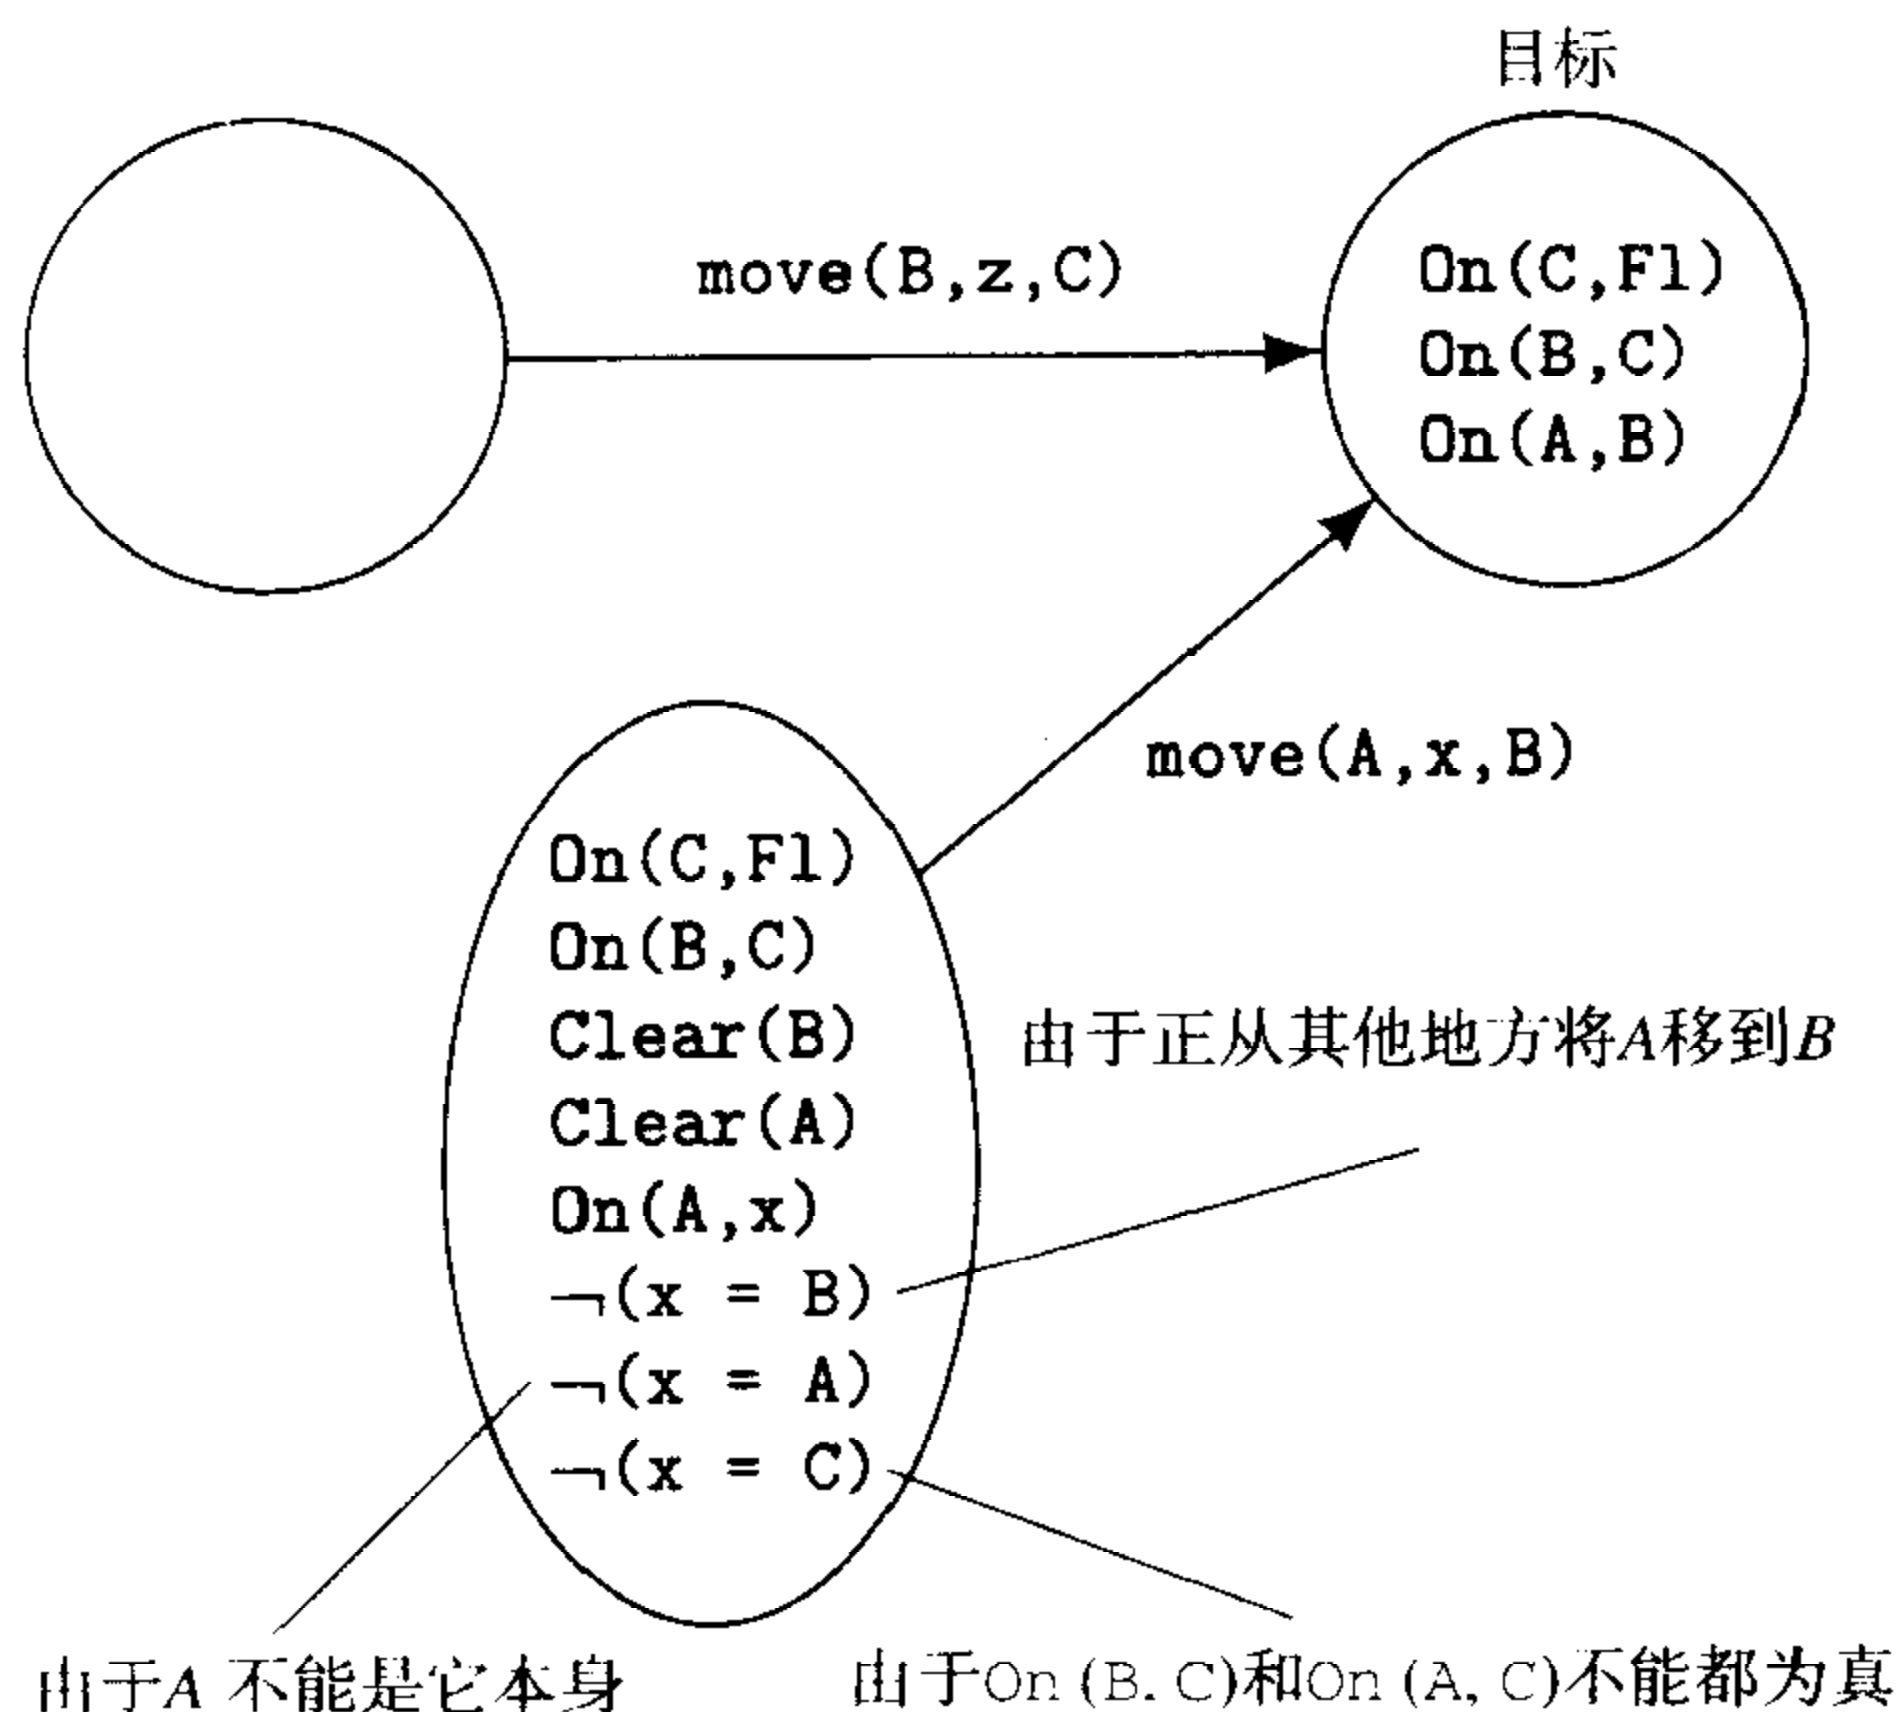 目标
move(B,z,C)
On(C,Fl)
On(B,C)
On(A,B)
move(A,x,B)
On(C,Fl)
On(B,C)
Clear(B)
Clear(A)
On(A,x)
¬(x = B)
¬(x = A)
¬(x = C)
由于正从其他地方将A移到B
由于A 不能是它本身
由于On (B. C)和On (A, C)不能都为真